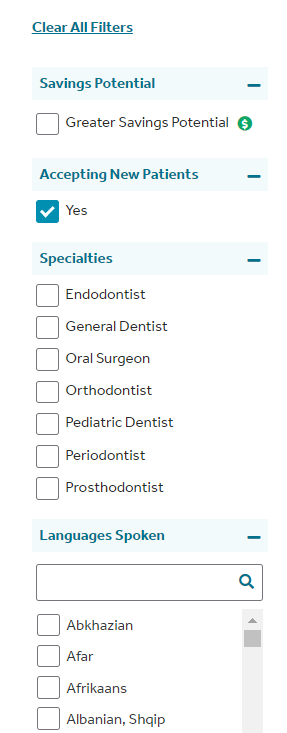 Clear All Filters
Savings Potential
Greater Savings Potential $
Accepting New Patients
Yes
Specialties
Endodontist
General Dentist
Oral Surgeon
Orthodontist
Pediatric Dentist
Periodontist
Prosthodontist
Languages Spoken
Abkhazian
Afar
Afrikaans
Albanian, Shqip